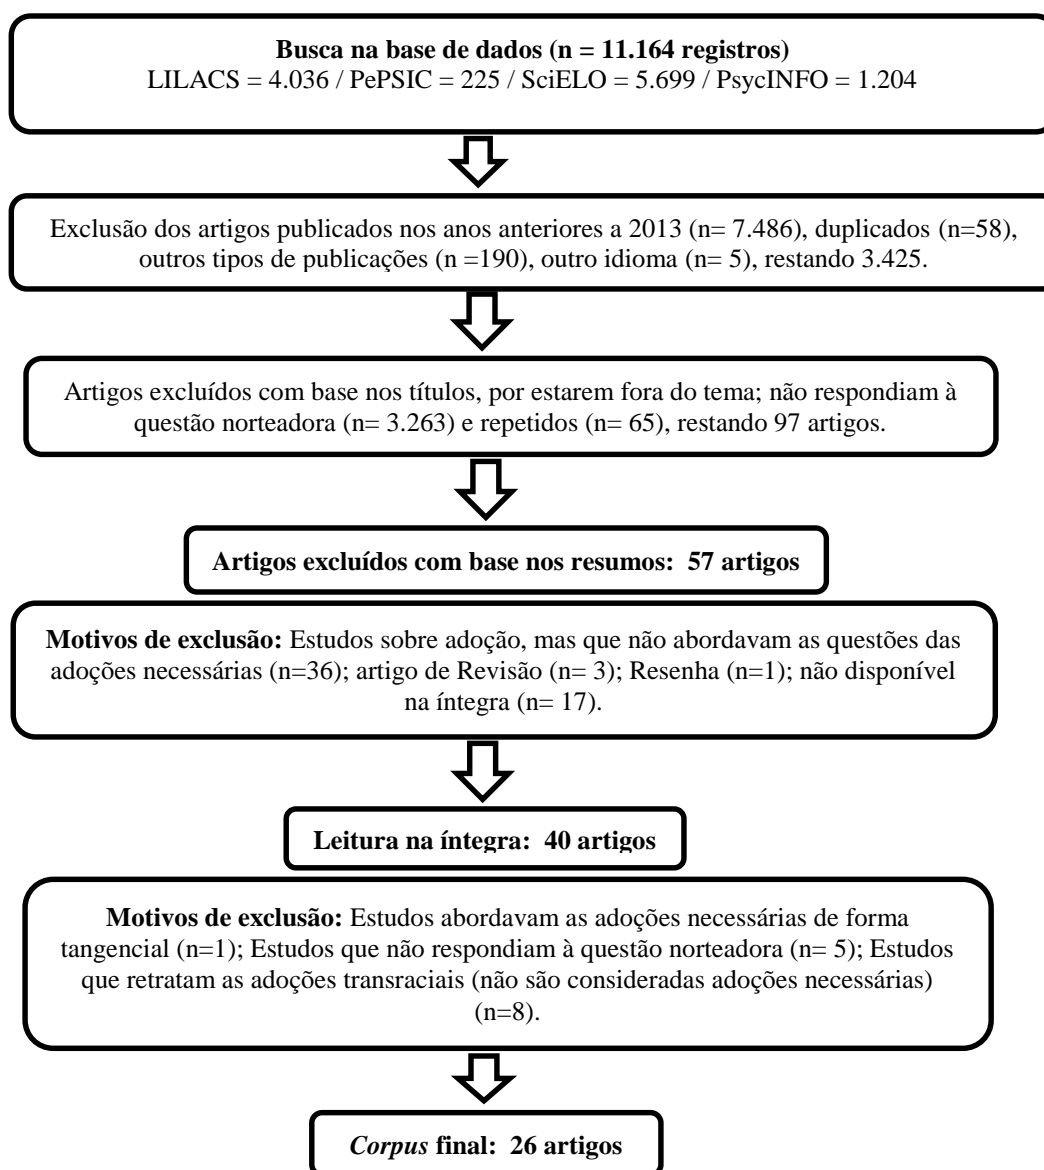 Busca na base de dados (n = 11.164 registros)
LILACS = 4.036 / PePSIC = 225 / SciELO = 5.699 / PsycINFO = 1.204
Exclusão dos artigos publicados nos anos anteriores a 2013 (n= 7.486), duplicados (n=58),
outros tipos de publicações (n =190), outro idioma (n= 5), restando 3.425.
Artigos excluídos com base nos títulos, por estarem fora do tema; não respondiam à
questão norteadora (n= 3.263) e repetidos (n= 65), restando 97 artigos.
Artigos excluídos com base nos resumos: 57 artigos
Motivos de exclusão: Estudos sobre adoção, mas que não abordavam as questões das
adoções necessárias (n=36); artigo de Revisão (n= 3); Resenha (n=1); não disponível
na íntegra (n= 17).
Leitura na íntegra: 40 artigos
Motivos de exclusão: Estudos abordavam as adoções necessárias de forma
tangencial (n=1); Estudos que não respondiam à questão norteadora (n= 5); Estudos
que retratam as adoções transraciais (não são consideradas adoções necessárias)
(n=8).
Corpus final: 26 artigos